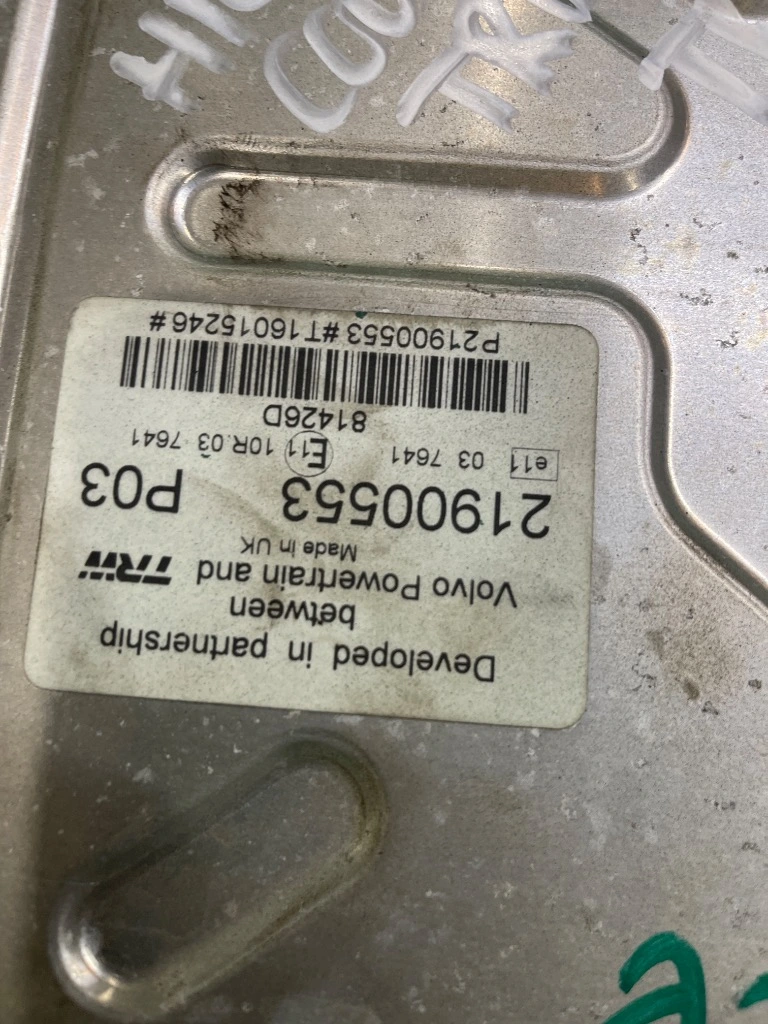 Developed in partnership
between
Volvo Powertrain and TRW
Made in UK
21900553 P03
e11 03 7641 E11 10R.03 7641
81426D
P21900553#T16015246#